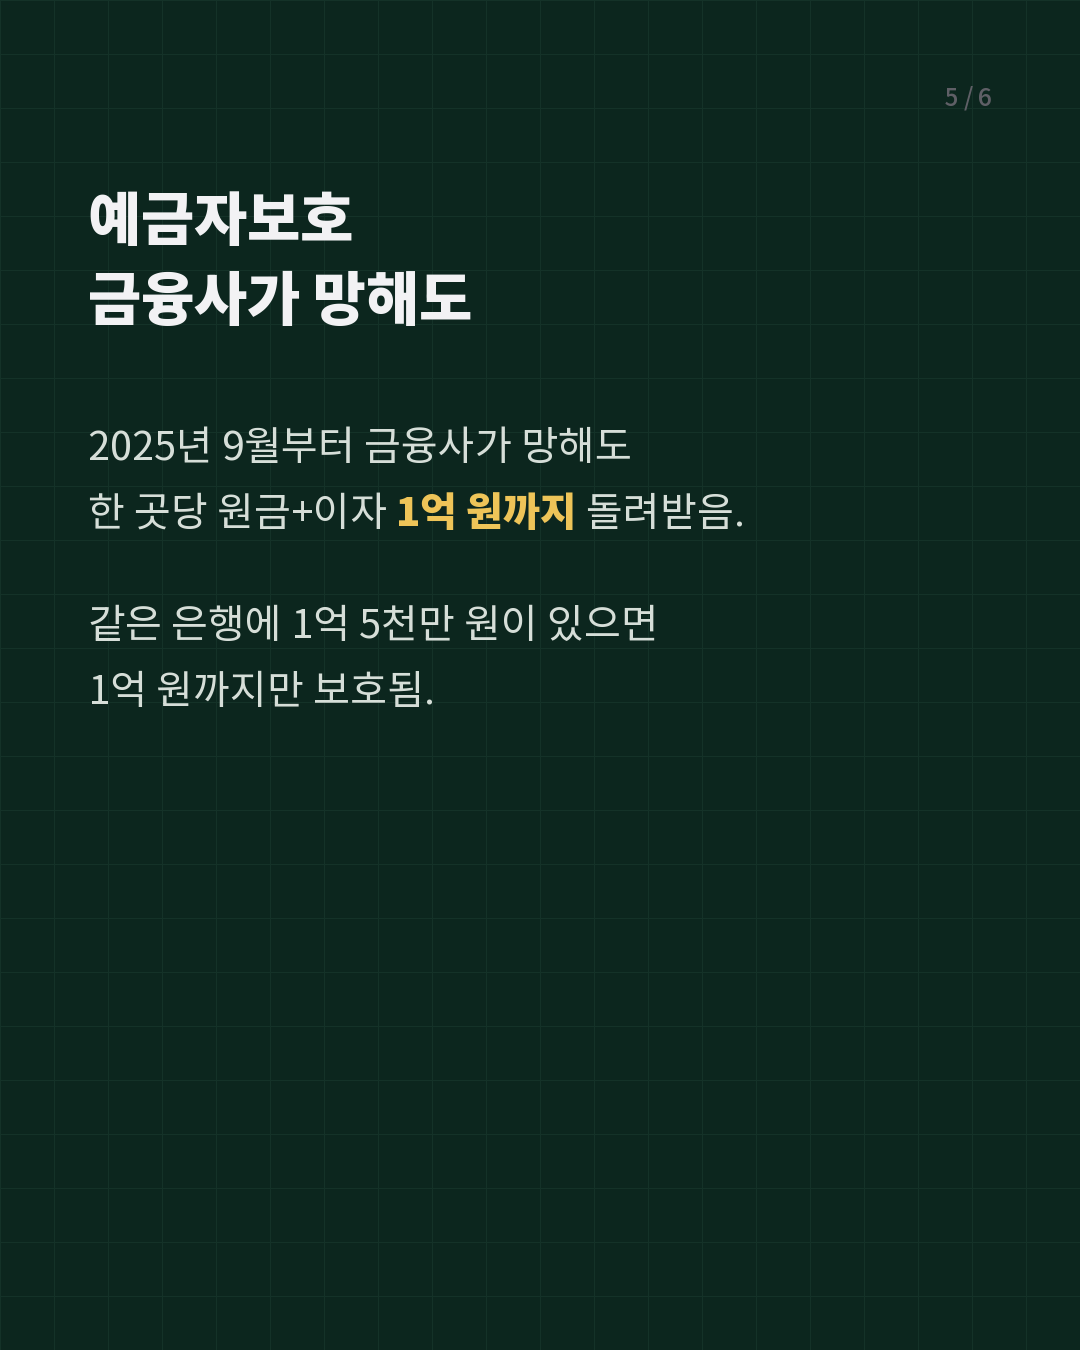 5 / 6
예금자보호
금융사가 망해도
2025년 9월부터 금융사가 망해도
한 곳당 원금+이자 1억 원까지 돌려받음.
같은 은행에 1억 5천만 원이 있으면
1억 원까지만 보호됨.